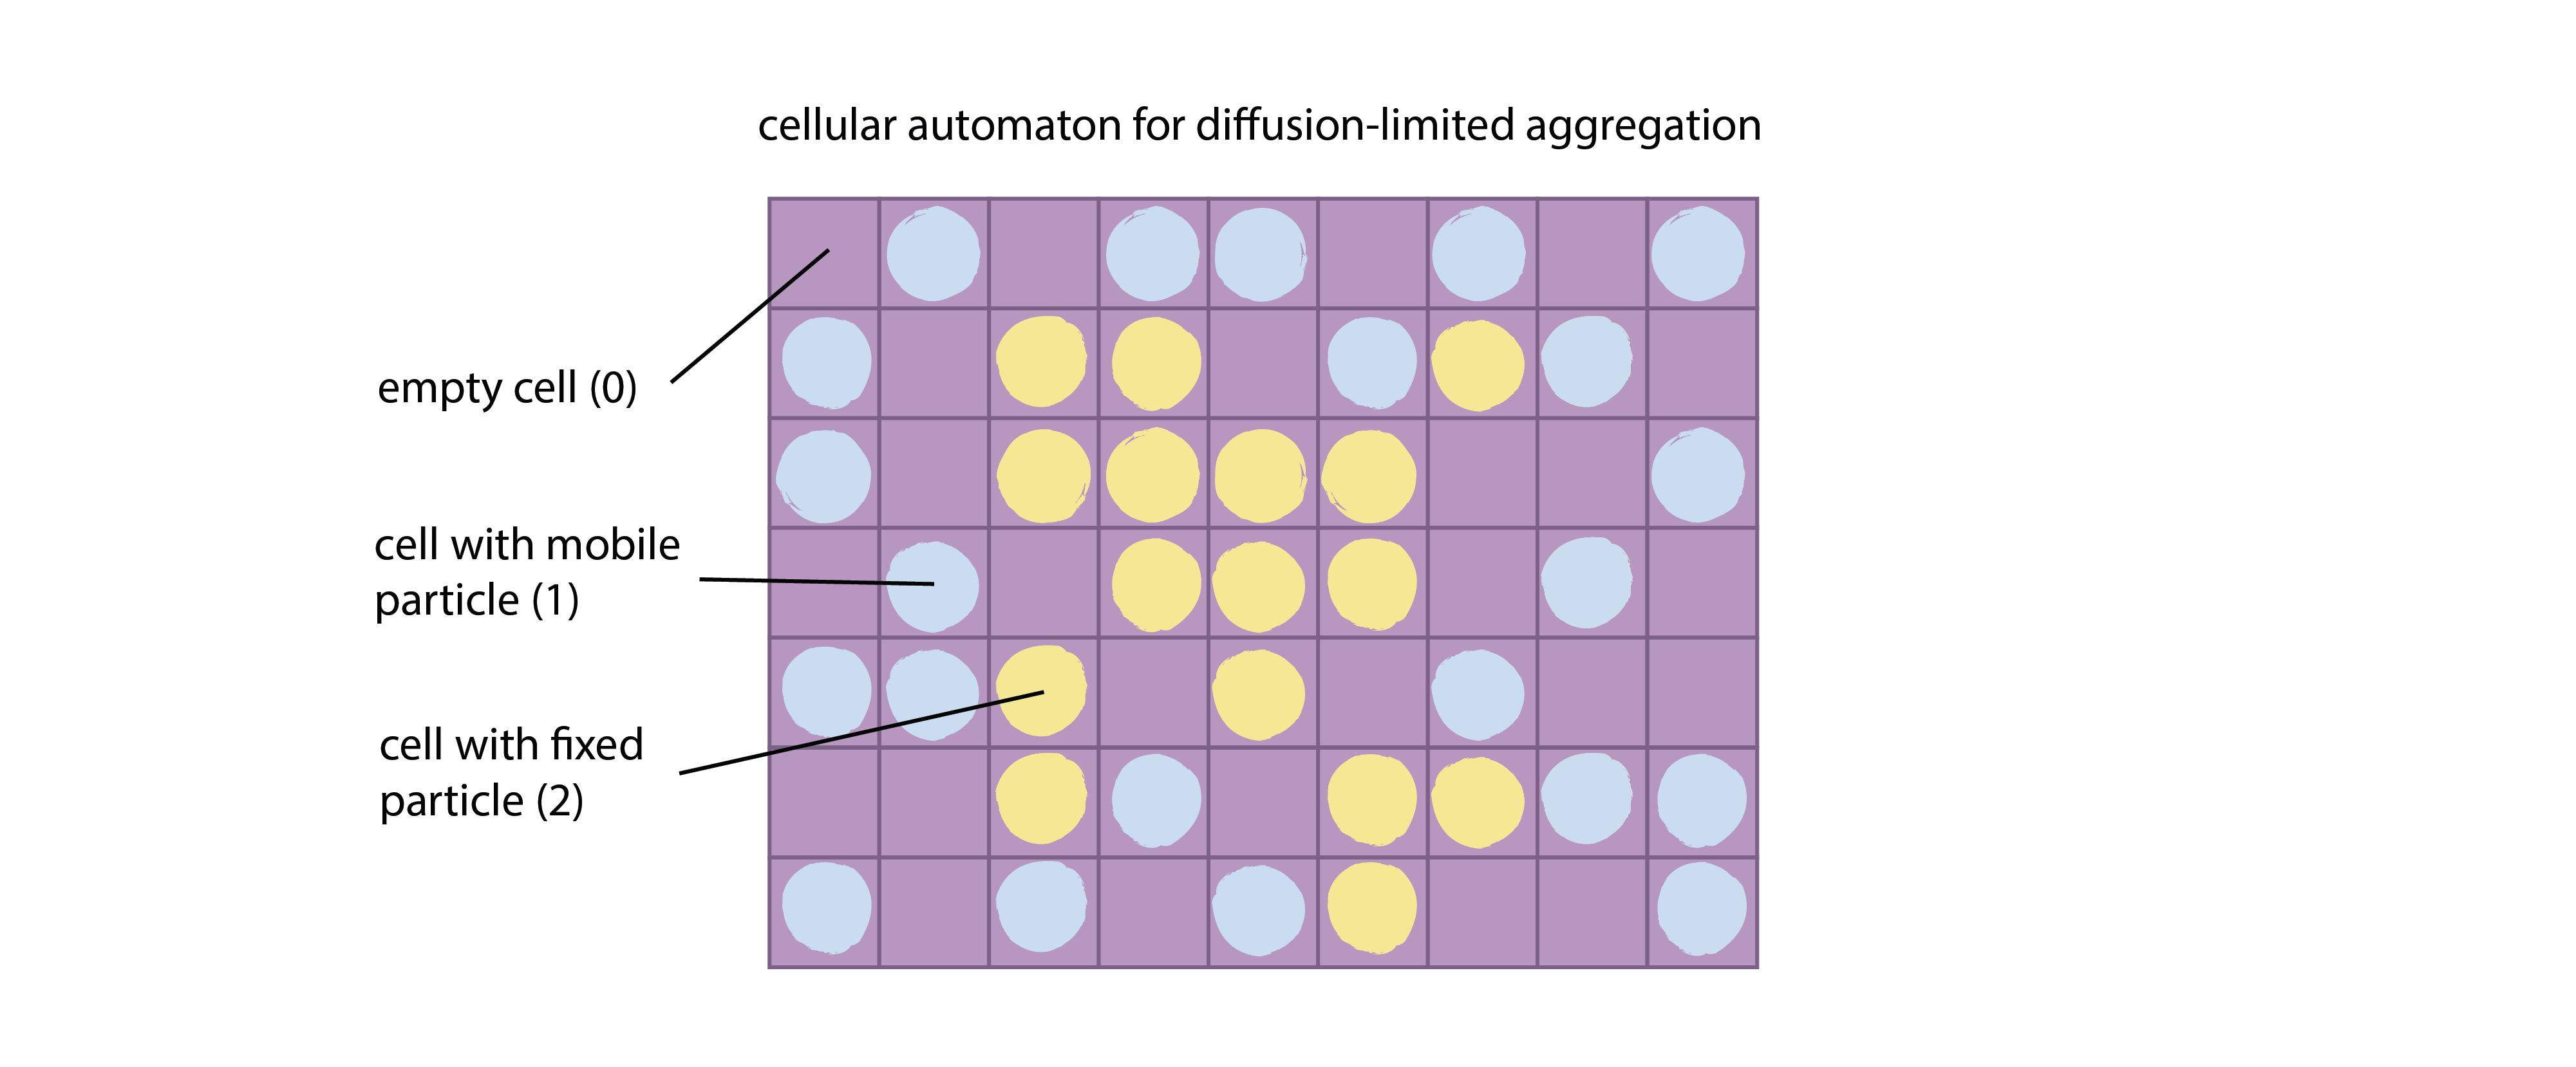 cellular automaton for diffusion-limited aggregation
empty cell (0)
cell with mobile
particle (1)
cell with fixed
particle (2)